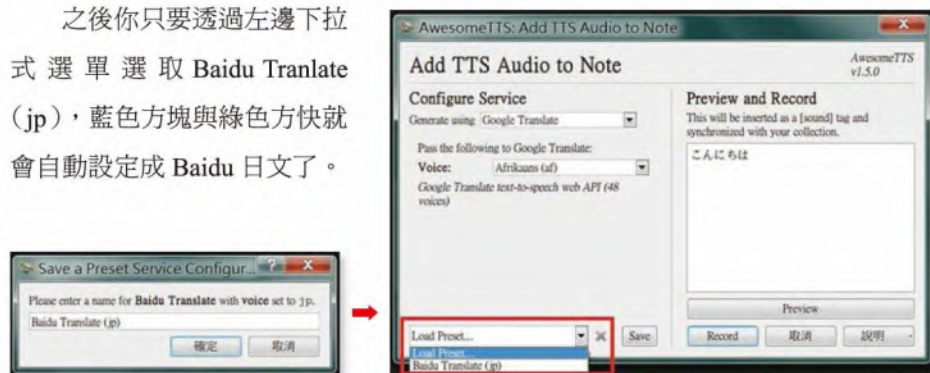 之後你只要透過左邊下拉
式選單選取 Baidu Tranlate
（jp），藍色方塊與綠色方快就
會自動設定成 Baidu 日文了。
Save a Preset Service Configur...
Please enter a name for Baidu Translate with voice set to jp.
Baidu Translate (jp)
確定 取消
AwesomeTTS: Add TTS Audio to Note
Add TTS Audio to Note
AwesomeTTS
v1.5.0
Configure Service
Generate using Google Translate
Pass the following to Google Translate:
Voice: Afrikaans (af)
Google Translate text-to-speech web API (48
voices)
Load Preset...
Save
Load Preset...
Baidu Translate (jp)
Preview and Record
This will be inserted as a [sound] tag and
synchronized with your collection.
こんにちは
Preview
Record 取消 說明